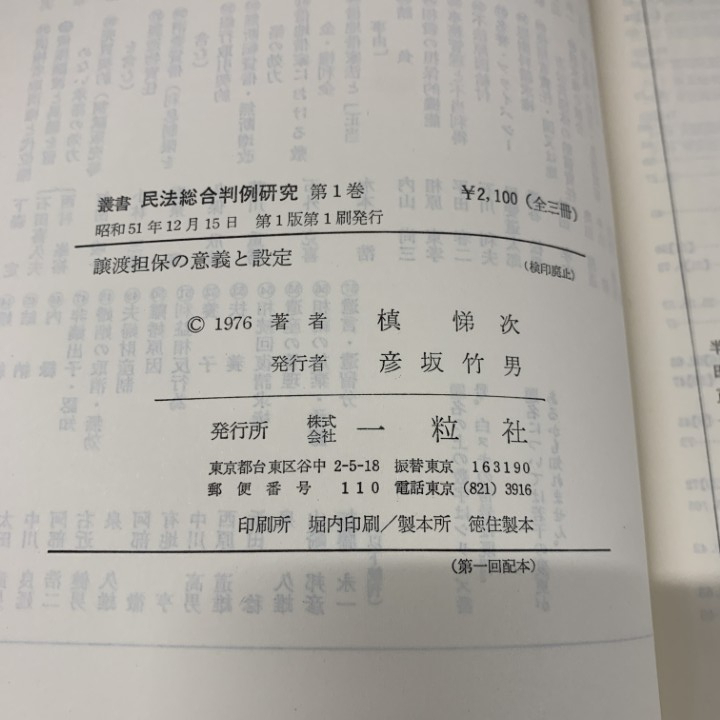 叢書 民法総合判例研究 第1巻 ¥2,100(全三冊)
昭和51年12月15日 第1版第1刷発行
譲渡担保の意義と設定 (検印廃止)
© 1976 著者 槙 悌次
発行者 彦坂竹男
発行所 株式会社 一粒社
東京都台東区谷中 2-5-18 振替東京 163190
郵便番号 110 電話東京 (821) 3916
印刷所 堀内印刷/製本所 徳住製本
(第一回配本)